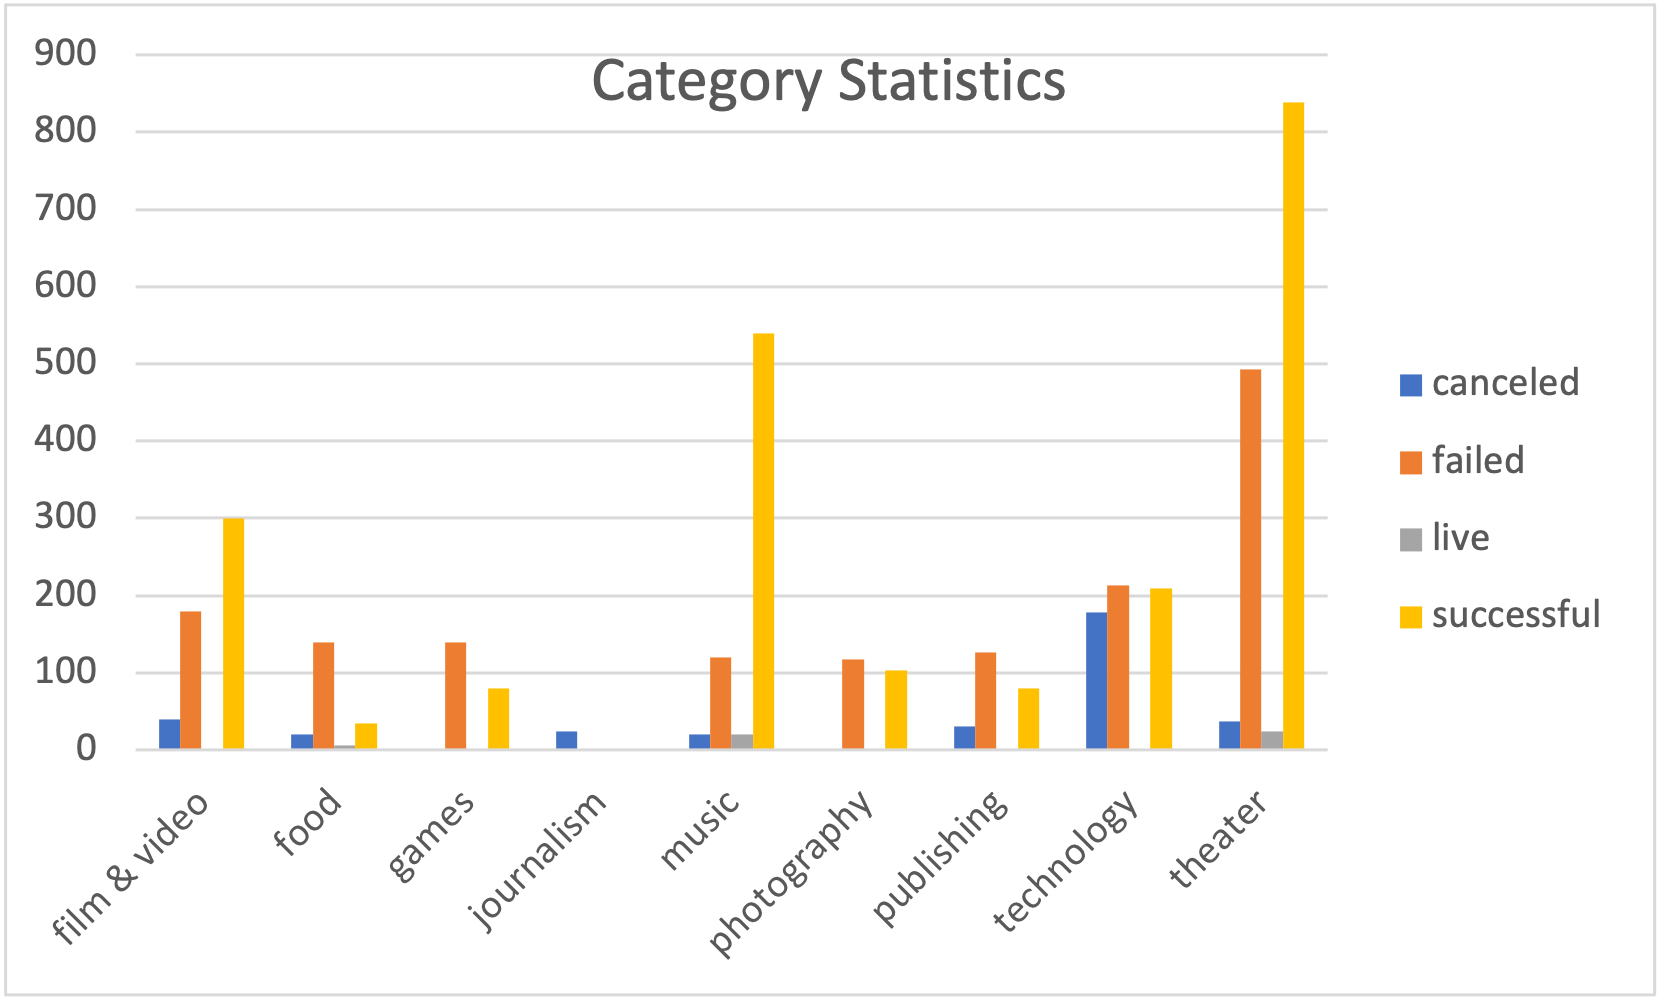 Category Statistics
900
800
700
600
500
400
300
200
100
0
film & video
food
games
journalism
music
photography
publishing
technology
theater
canceled
failed
live
successful